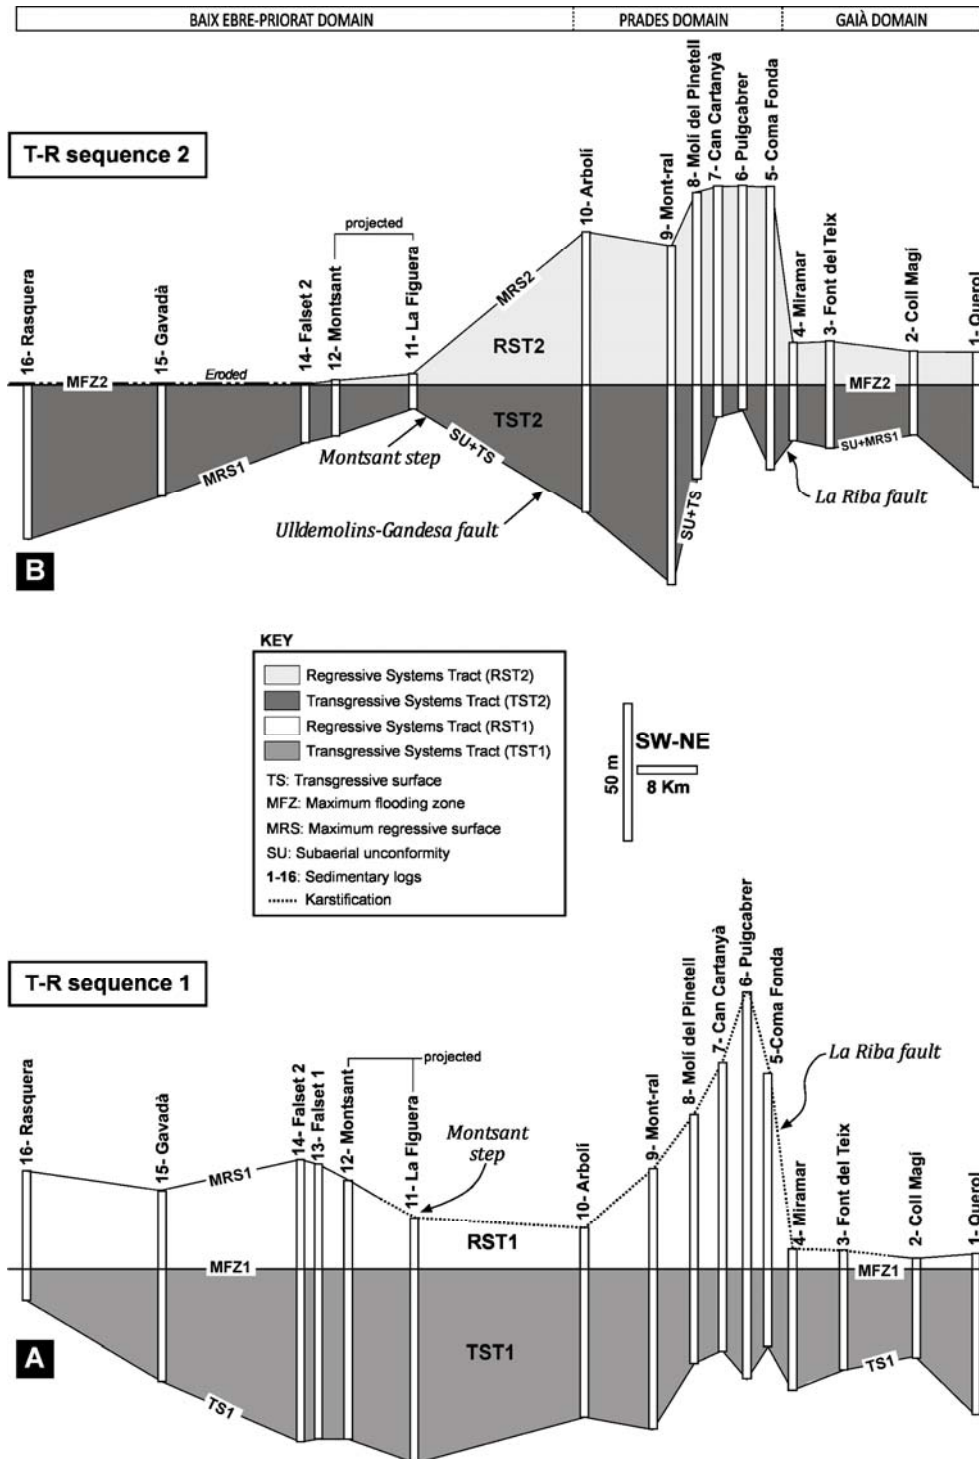 BAIX EBRE-PRIORAT DOMAIN
PRADES DOMAIN
GAIÀ DOMAIN
T-R sequence 2
16- Rasquera
15- Gavadà
14- Falset 2
12- Montsant
11- La Figuera
projected
10- Arbolí
9- Mont-ral
8- Molí del Pinetell
7- Can Cartanyà
6- Puigcabrer
5- Coma Fonda
4- Miramar
3- Font del Teix
2- Coll Magí
1- Querol
MRS2
RST2
MFZ2
Eroded
MFZ2
TST2
MRS1
Montsant step
SU+TS
SU+TS
SU+MRS1
La Riba fault
Ulldemolins-Gandesa fault
B
KEY
Regressive Systems Tract (RST2)
Transgressive Systems Tract (TST2)
Regressive Systems Tract (RST1)
Transgressive Systems Tract (TST1)
TS: Transgressive surface
MFZ: Maximum flooding zone
MRS: Maximum regressive surface
SU: Subaerial unconformity
1-16: Sedimentary logs
Karstification
50 m
SW-NE
8 Km
T-R sequence 1
16- Rasquera
15- Gavadà
14- Falset 2
13- Falset 1
12- Montsant
11- La Figuera
projected
Montsant
step
10- Arbolí
9- Mont-ral
8- Molí del Pinetell
7- Can Cartanyà
6- Puigcabrer
5-Coma Fonda
La Riba fault
4- Miramar
3- Font del Teix
2- Coll Magí
1- Querol
MRS1
RST1
MFZ1
MFZ1
TST1
TS1
TS1
A